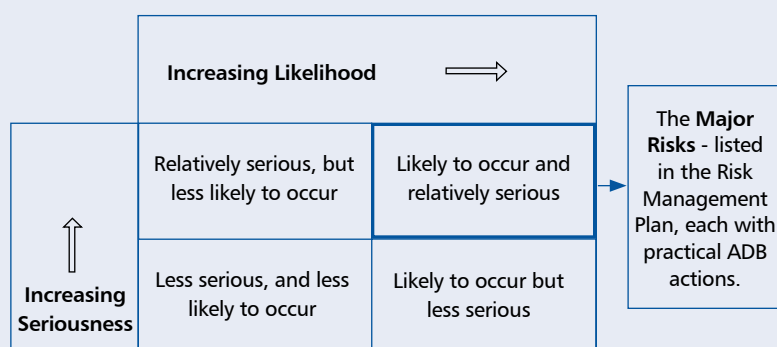 Increasing Likelihood
Relatively serious, but
less likely to occur
Likely to occur and
relatively serious
The Major
Risks - listed
in the Risk
Management
Plan, each with
practical ADB
actions.
Increasing
Seriousness
Less serious, and less
likely to occur
Likely to occur but
less serious